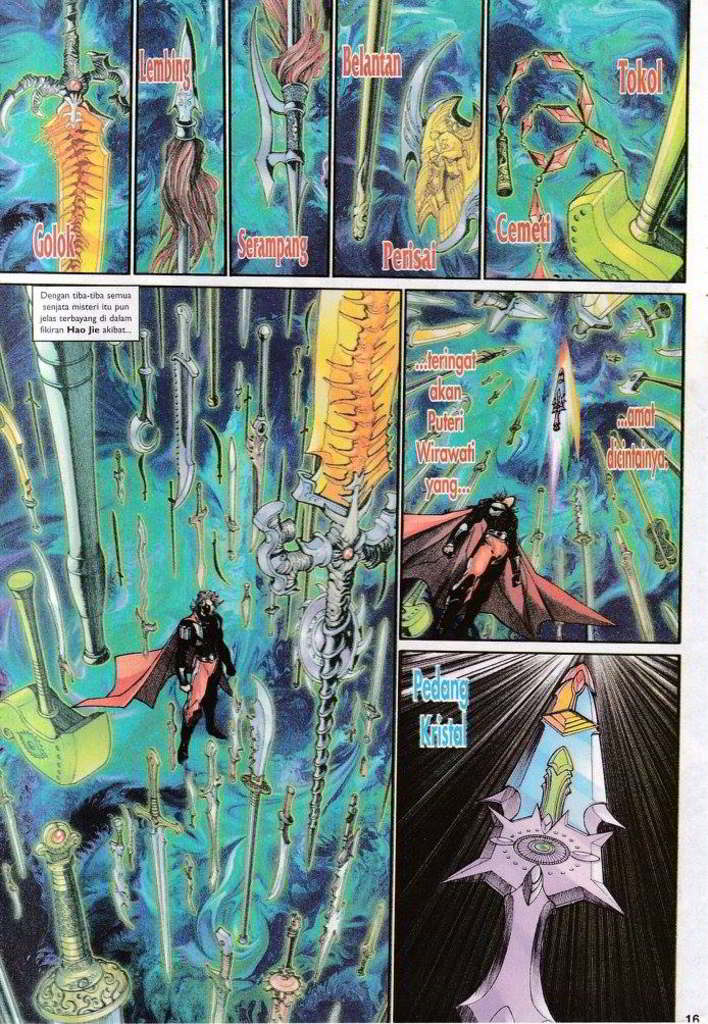 Golok
Lembing
Serampang
Belantan
Perisai
Cemeti
Tokol
Dengan tiba-tiba semua
senjata misteri itu pun
jelas terbayang di dalam
fikiran Hao Jie akibat...
...teringat
akan
Puteri
Wirawati
yang...
...amat
dicintainya.
Pedang
Kristal
16